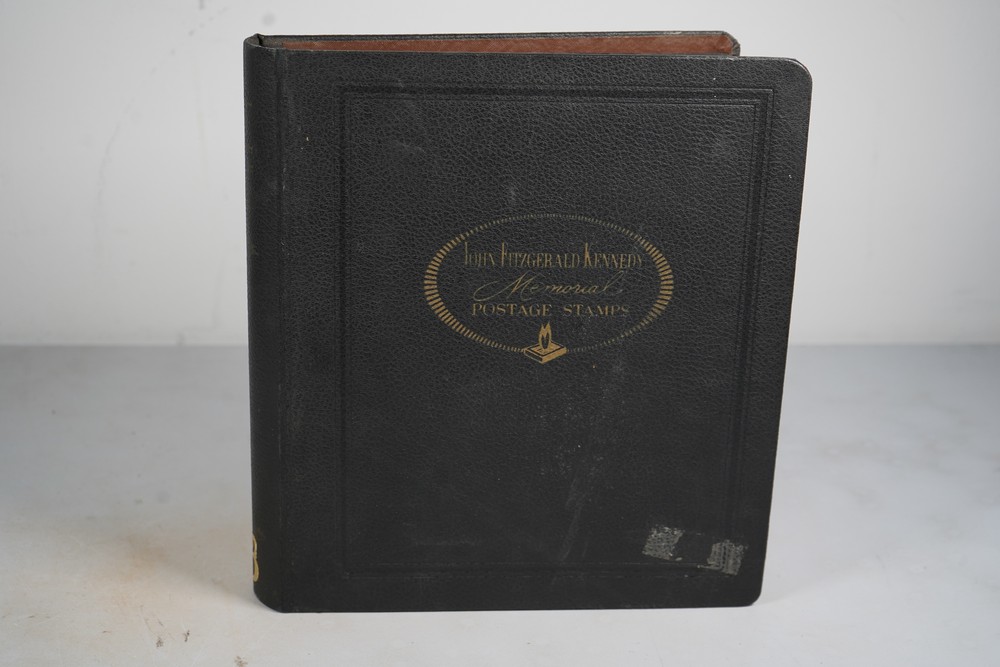 John Fitzgerald Kennedy
Memorial
POSTAGE STAMPS